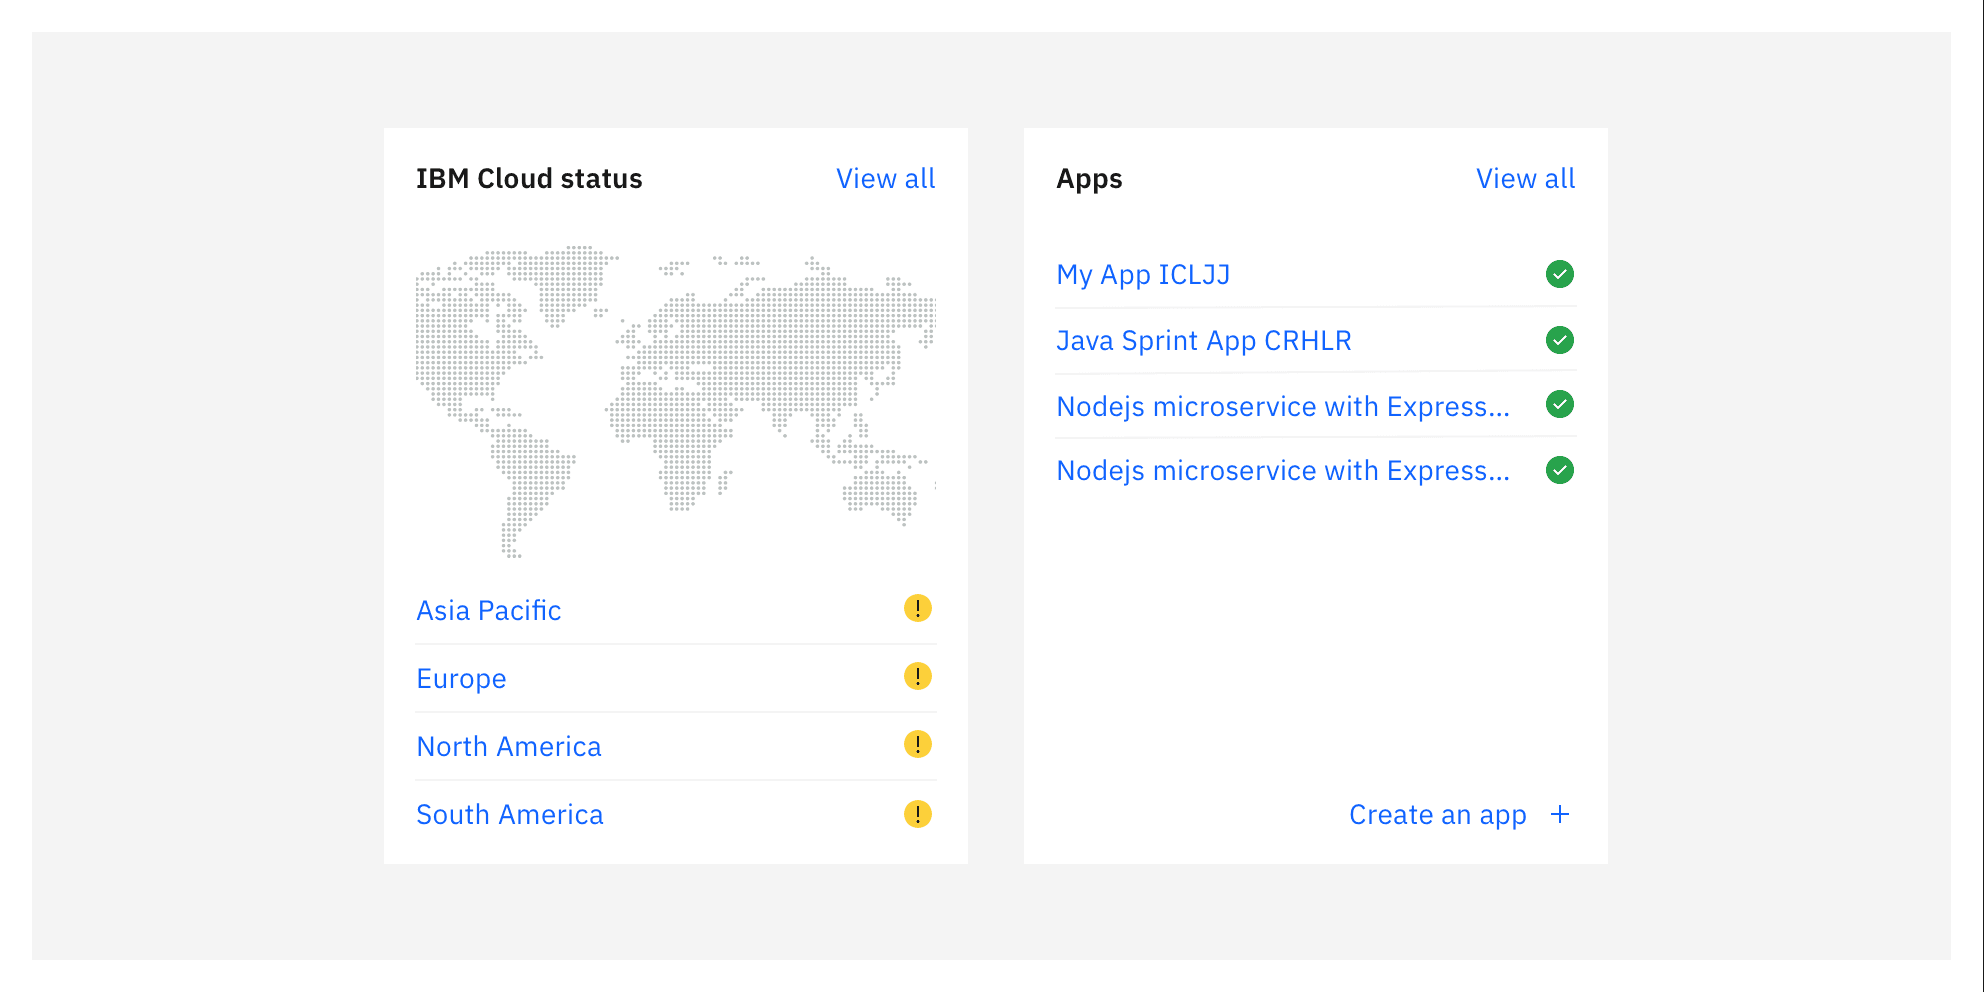 IBM Cloud status
View all
Asia Pacific
Europe
North America
South America
Apps
View all
My App ICLJJ
Java Sprint App CRHLR
Nodejs microservice with Express...
Nodejs microservice with Express...
Create an app +